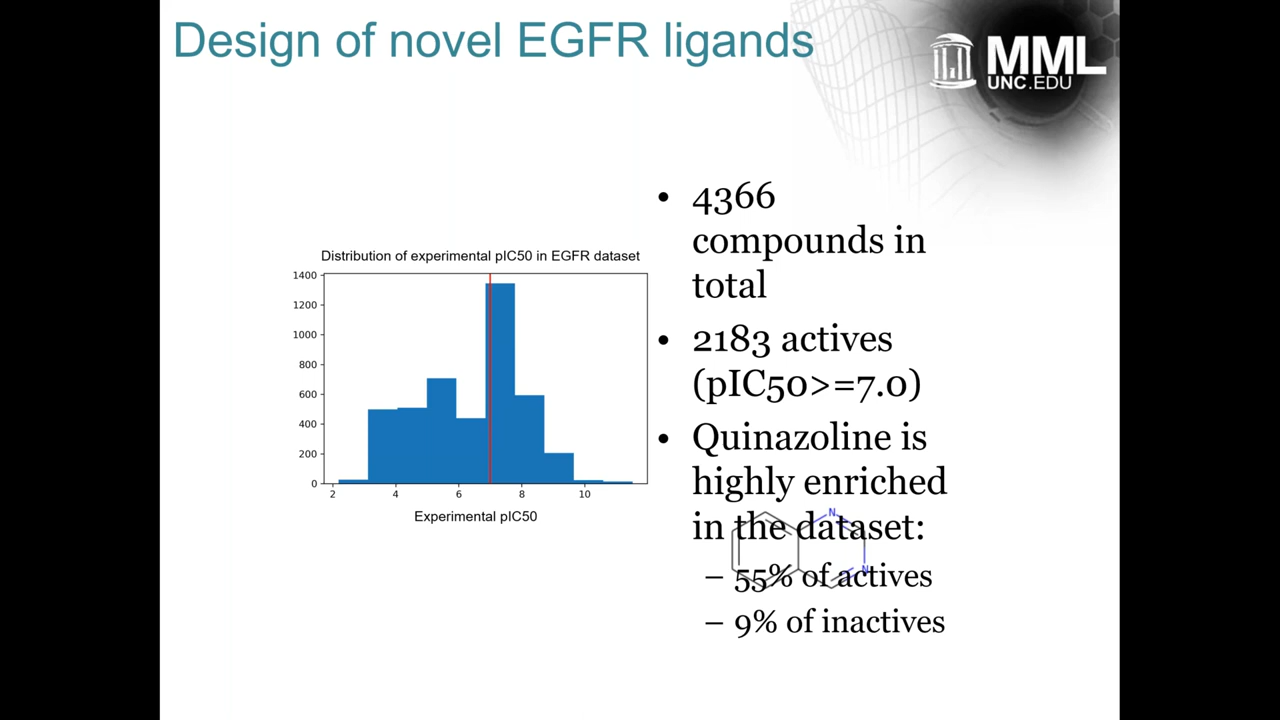 Design of novel EGFR ligands
MML
UNC.EDU
Distribution of experimental pIC50 in EGFR dataset
1400
1200
1000
800
600
400
200
0
2 4 6 8 10
Experimental pIC50
• 4366
compounds in
total
• 2183 actives
(pIC50>=7.0)
• Quinazoline is
highly enriched
in the dataset:
– 55% of actives
– 9% of inactives
N
N